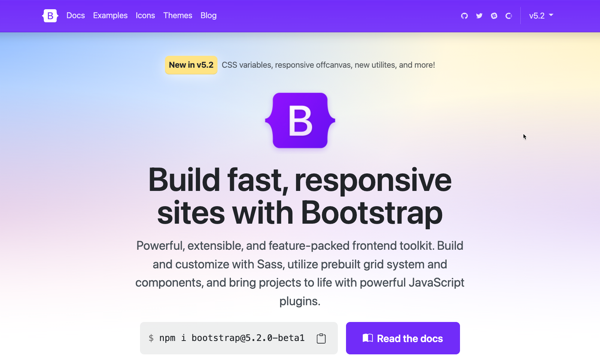 B Docs Examples Icons Themes Blog v5.2
New in v5.2 CSS variables, responsive offcanvas, new utilites, and more!
B
Build fast, responsive
sites with Bootstrap
Powerful, extensible, and feature-packed frontend toolkit. Build
and customize with Sass, utilize prebuilt grid system and
components, and bring projects to life with powerful JavaScript
plugins.
$ npm i bootstrap@5.2.0-beta1 Read the docs